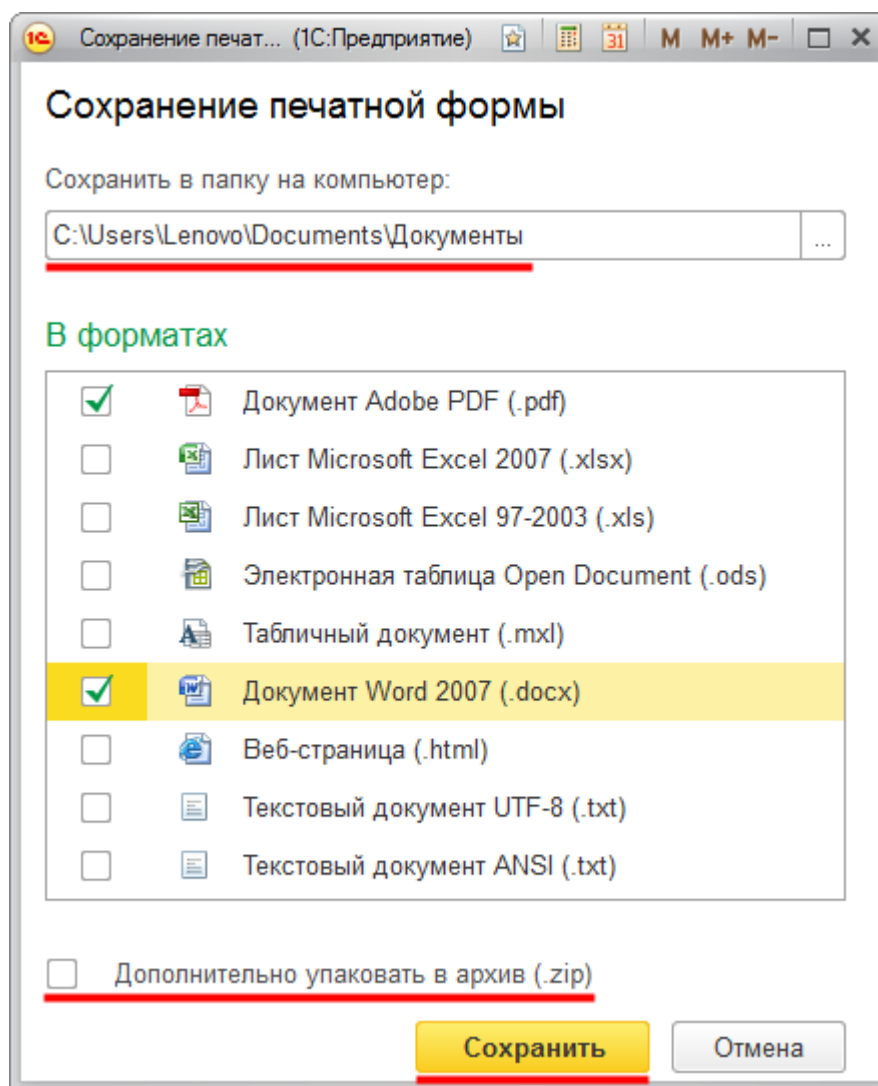 1С Сохранение печат... (1С:Предприятие) 31 M M+ M-
Сохранение печатной формы
Сохранить в папку на компьютер:
C:\Users\Lenovo\Documents\Документы ...
В форматах
Документ Adobe PDF (.pdf)
Лист Microsoft Excel 2007 (.xlsx)
Лист Microsoft Excel 97-2003 (.xls)
Электронная таблица Open Document (.ods)
Табличный документ (.mxl)
Документ Word 2007 (.docx)
Веб-страница (.html)
Текстовый документ UTF-8 (.txt)
Текстовый документ ANSI (.txt)
Дополнительно упаковать в архив (.zip)
Сохранить Отмена